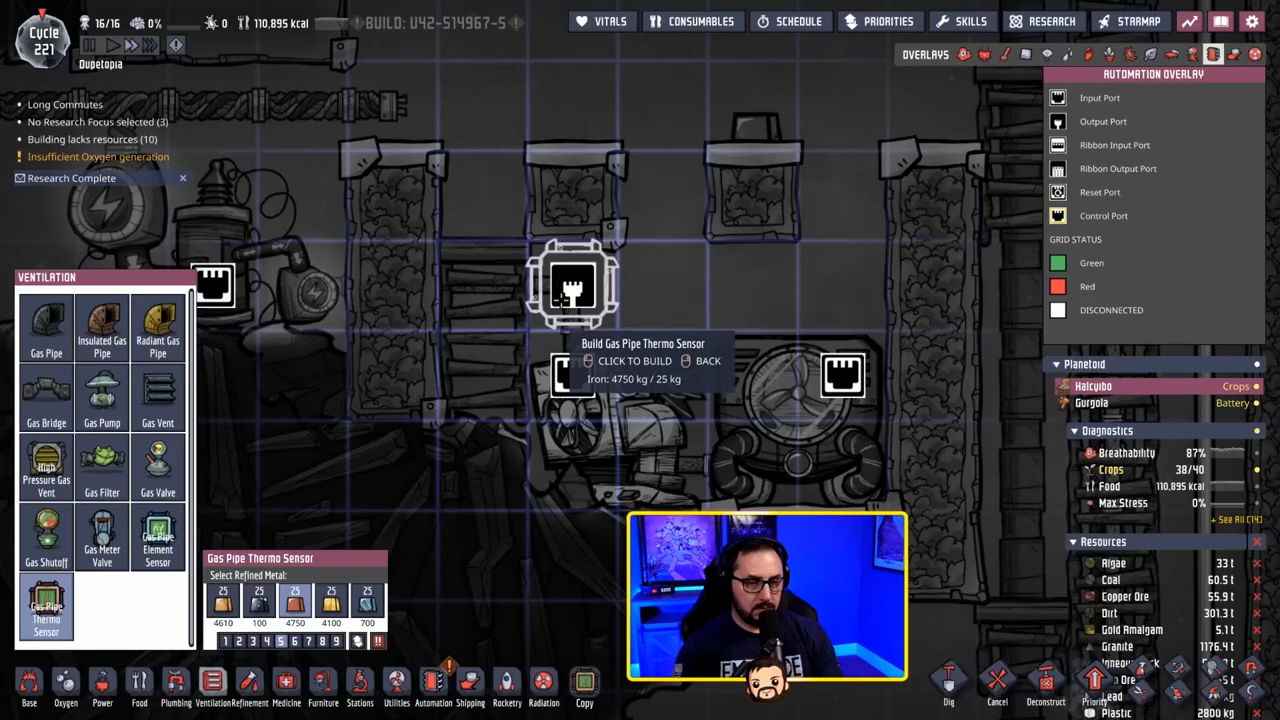 Cycle
221
16/16
0%
0
110,895 kcal
BUILD: U42-514967-S
VITALS
CONSUMABLES
SCHEDULE
PRIORITIES
SKILLS
RESEARCH
STARMAP
Dupetopia
OVERLAYS
AUTOMATION OVERLAY
Input Port
Output Port
Ribbon Input Port
Ribbon Output Port
Reset Port
Control Port
GRID STATUS
Green
Red
DISCONNECTED
Long Commutes
No Research Focus selected (3)
Building lacks resources (10)
Insufficient Oxygen generation
Research Complete
VENTILATION
Gas Pipe
Insulated Gas Pipe
Radiant Gas Pipe
Gas Bridge
Gas Pump
Gas Vent
High Pressure Gas Vent
Gas Filter
Gas Valve
Gas Shutoff
Gas Meter Valve
Gas Pipe Element Sensor
Gas Pipe Thermo Sensor
Build Gas Pipe Thermo Sensor
CLICK TO BUILD BACK
Iron: 4750 kg / 25 kg
Gas Pipe Thermo Sensor
Select Refined Metal:
25 25 25 25 25
4610 100 4750 4100 700
1 2 3 4 5 6 7 8 9 !!
Planetoid
Halcyibo Crops
Gurgola Battery
Diagnostics
Breathability 87%
Crops 38/40
Food 110,895 kcal
Max Stress 0%
+ See All (14)
Resources
Algae 33 t
Coal 60.5 t
Copper Ore 55.9 t
Dirt 301.3 t
Gold Amalgam 5.1 t
Granite 1176.4 t
Lead
Plastic 2800 kg
Base
Oxygen
Power
Food
Plumbing
Ventilation
Refinement
Medicine
Furniture
Stations
Utilities
Automation
Shipping
Rocketry
Radiation
Copy
Dig
Cancel
Deconstruct
Priority